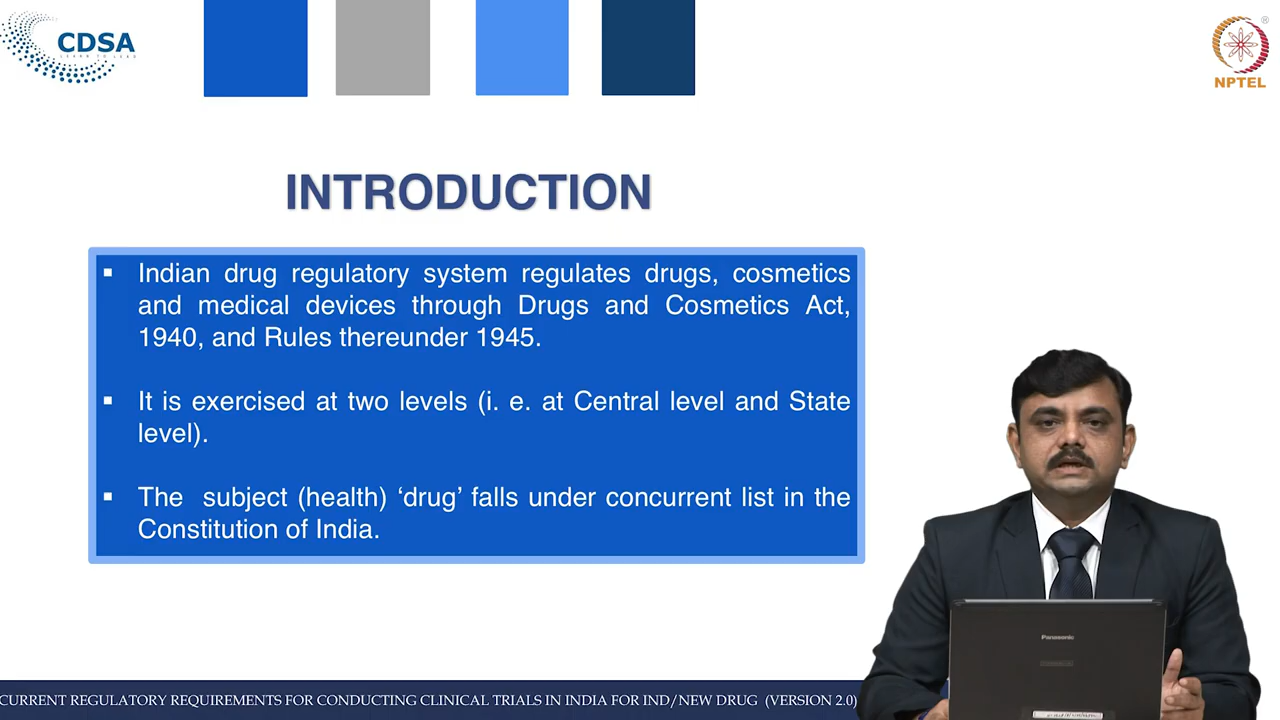 CDSA
LEARN TO LEAD
®
NPTEL
INTRODUCTION
▪ Indian drug regulatory system regulates drugs, cosmetics
and medical devices through Drugs and Cosmetics Act,
1940, and Rules thereunder 1945.
▪ It is exercised at two levels (i. e. at Central level and State
level).
▪ The subject (health) ‘drug’ falls under concurrent list in the
Constitution of India.
Panasonic
CURRENT REGULATORY REQUIREMENTS FOR CONDUCTING CLINICAL TRIALS IN INDIA FOR IND/NEW DRUG (VERSION 2.0)